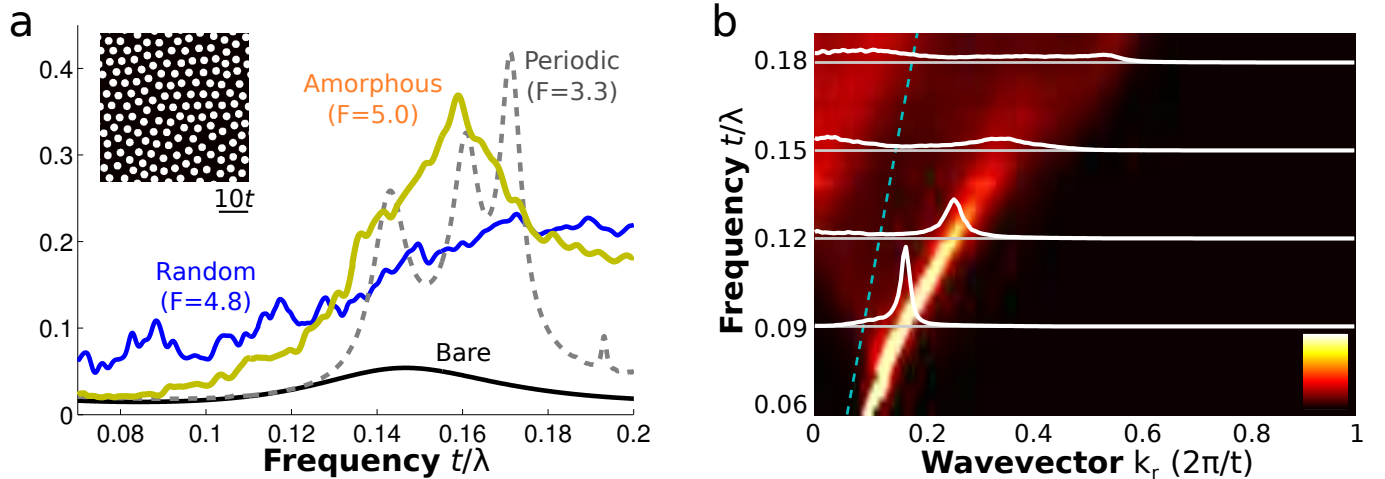 a
0.4
0.3
0.2
0.1
0
Amorphous
(F=5.0)
Periodic
(F=3.3)
10t
Random
(F=4.8)
Bare
0.08
0.1
0.12
0.14
0.16
0.18
0.2
Frequency t/λ
b
Frequency t/λ
0.18
0.15
0.12
0.09
0.06
0
0.2
0.4
0.6
0.8
1
Wavevector kᵣ (2π/t)